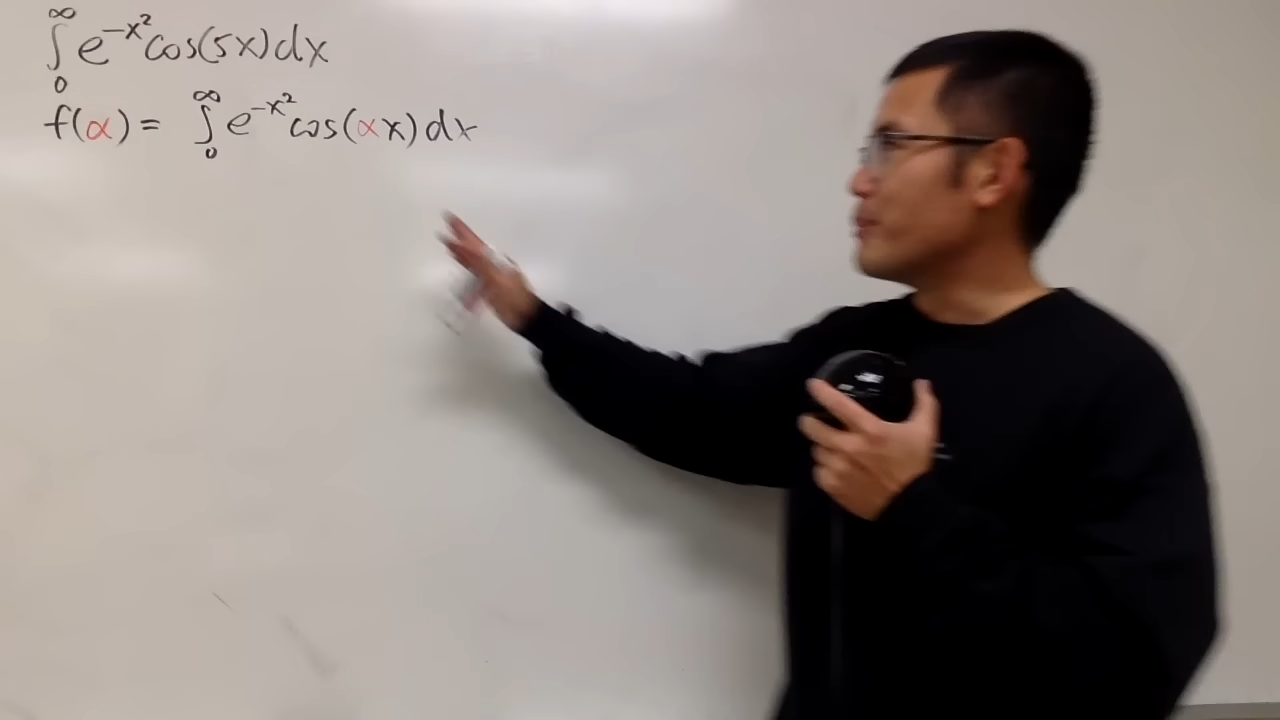 ∫₀^∞ e^{-x²} cos(5x) dx
f(α) = ∫₀^∞ e^{-x²} cos(αx) dx